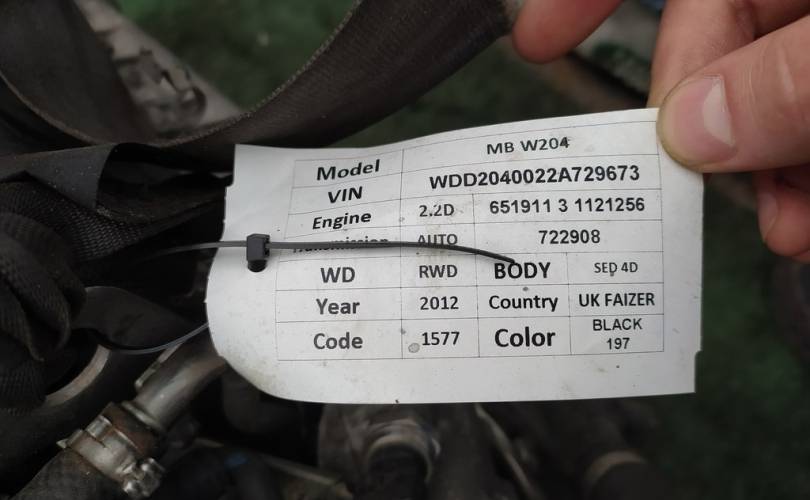 Model MB W204
VIN WDD2040022A729673
Engine 2.2D 651911 3 1121256
Transmission AUTO 722908
WD RWD BODY SED 4D
Year 2012 Country UK FAIZER
Code 1577 Color BLACK 197